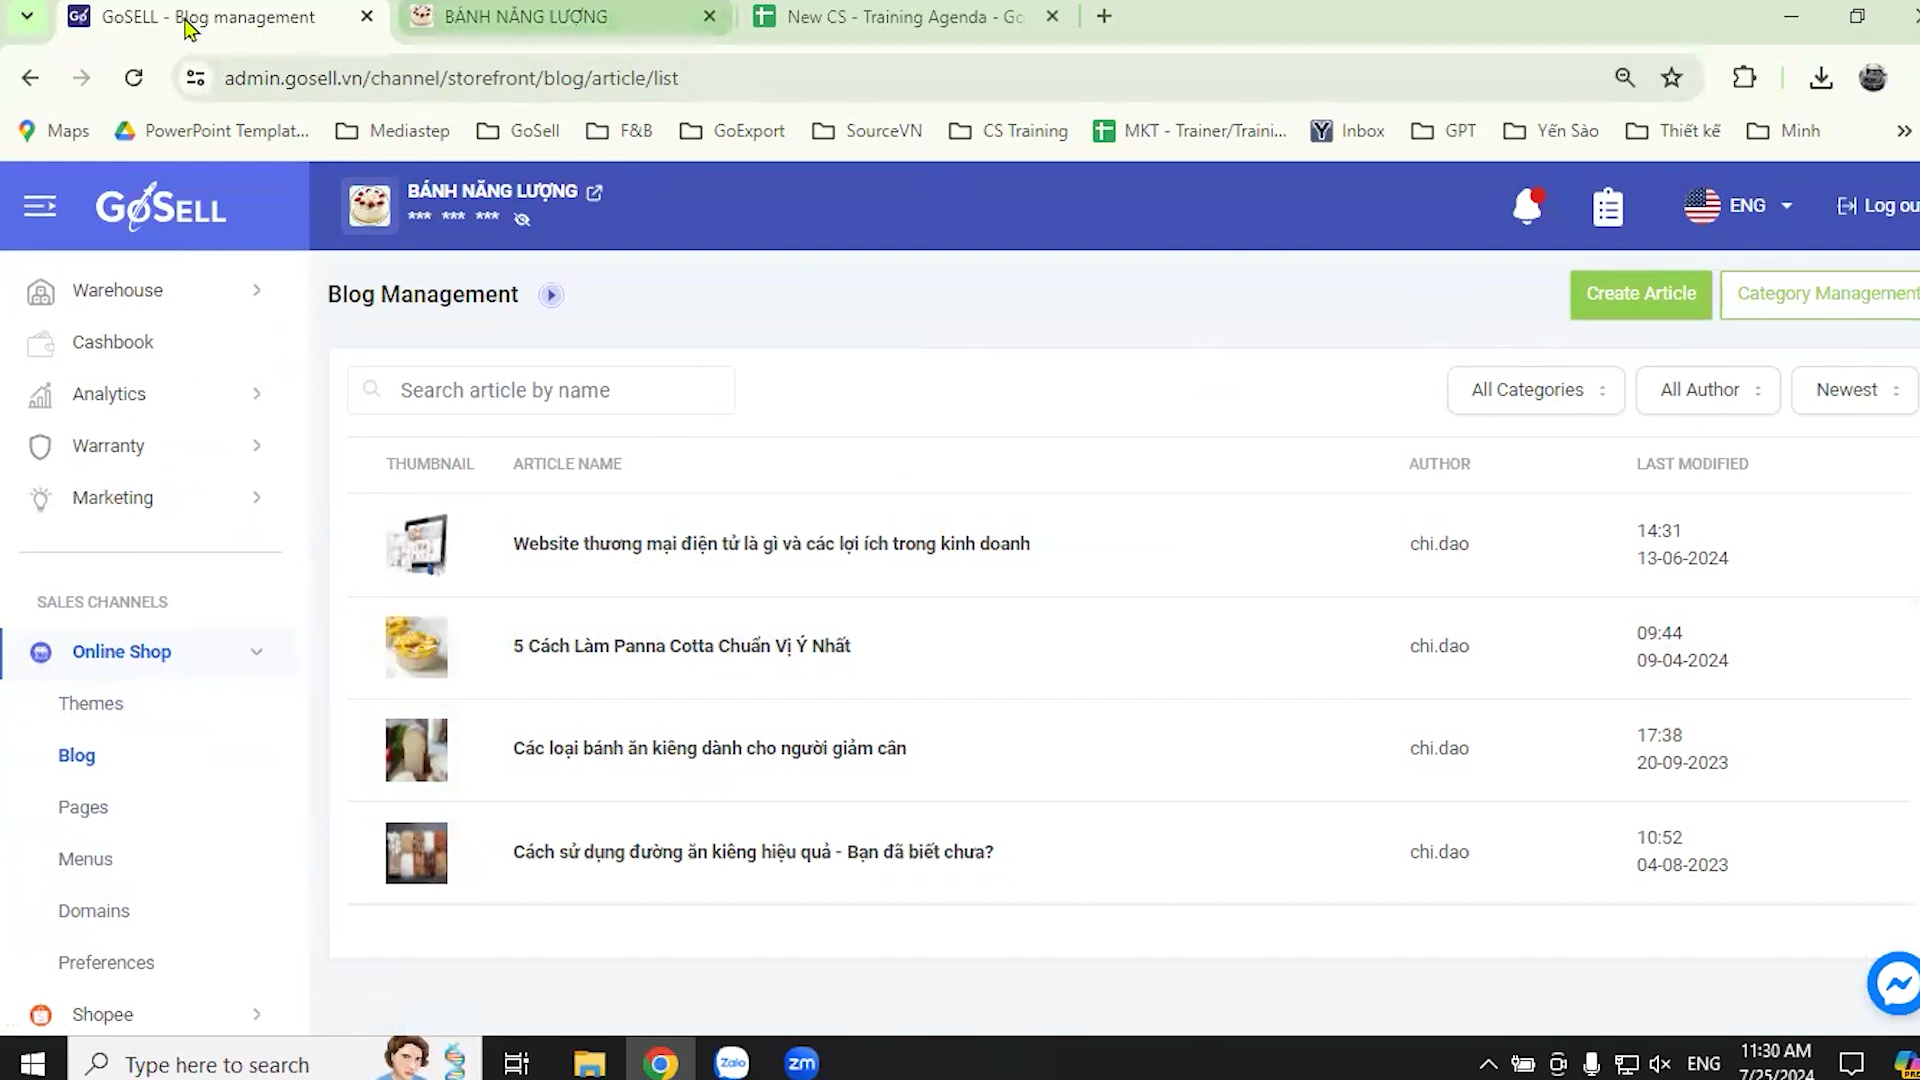 GoSELL - Blog management
BÁNH NĂNG LƯỢNG
New CS - Training Agenda - Go
admin.gosell.vn/channel/storefront/blog/article/list
Maps
PowerPoint Templat...
Mediastep
GoSell
F&B
GoExport
SourceVN
CS Training
MKT - Trainer/Traini...
Inbox
GPT
Yến Sào
Thiết kế
Minh
GOSELL
BÁNH NĂNG LƯỢNG
*** *** ***
ENG
Log ou
Warehouse
Cashbook
Analytics
Warranty
Marketing
SALES CHANNELS
Online Shop
Themes
Blog
Pages
Menus
Domains
Preferences
Shopee
Blog Management
Create Article
Category Management
Search article by name
All Categories
All Author
Newest
THUMBNAIL ARTICLE NAME AUTHOR LAST MODIFIED
Website thương mại điện tử là gì và các lợi ích trong kinh doanh chi.dao 14:31
13-06-2024
5 Cách Làm Panna Cotta Chuẩn Vị Ý Nhất chi.dao 09:44
09-04-2024
Các loại bánh ăn kiêng dành cho người giảm cân chi.dao 17:38
20-09-2023
Cách sử dụng đường ăn kiêng hiệu quả - Bạn đã biết chưa? chi.dao 10:52
04-08-2023
Type here to search
Zalo
zm
ENG
11:30 AM
7/25/2024
PRE